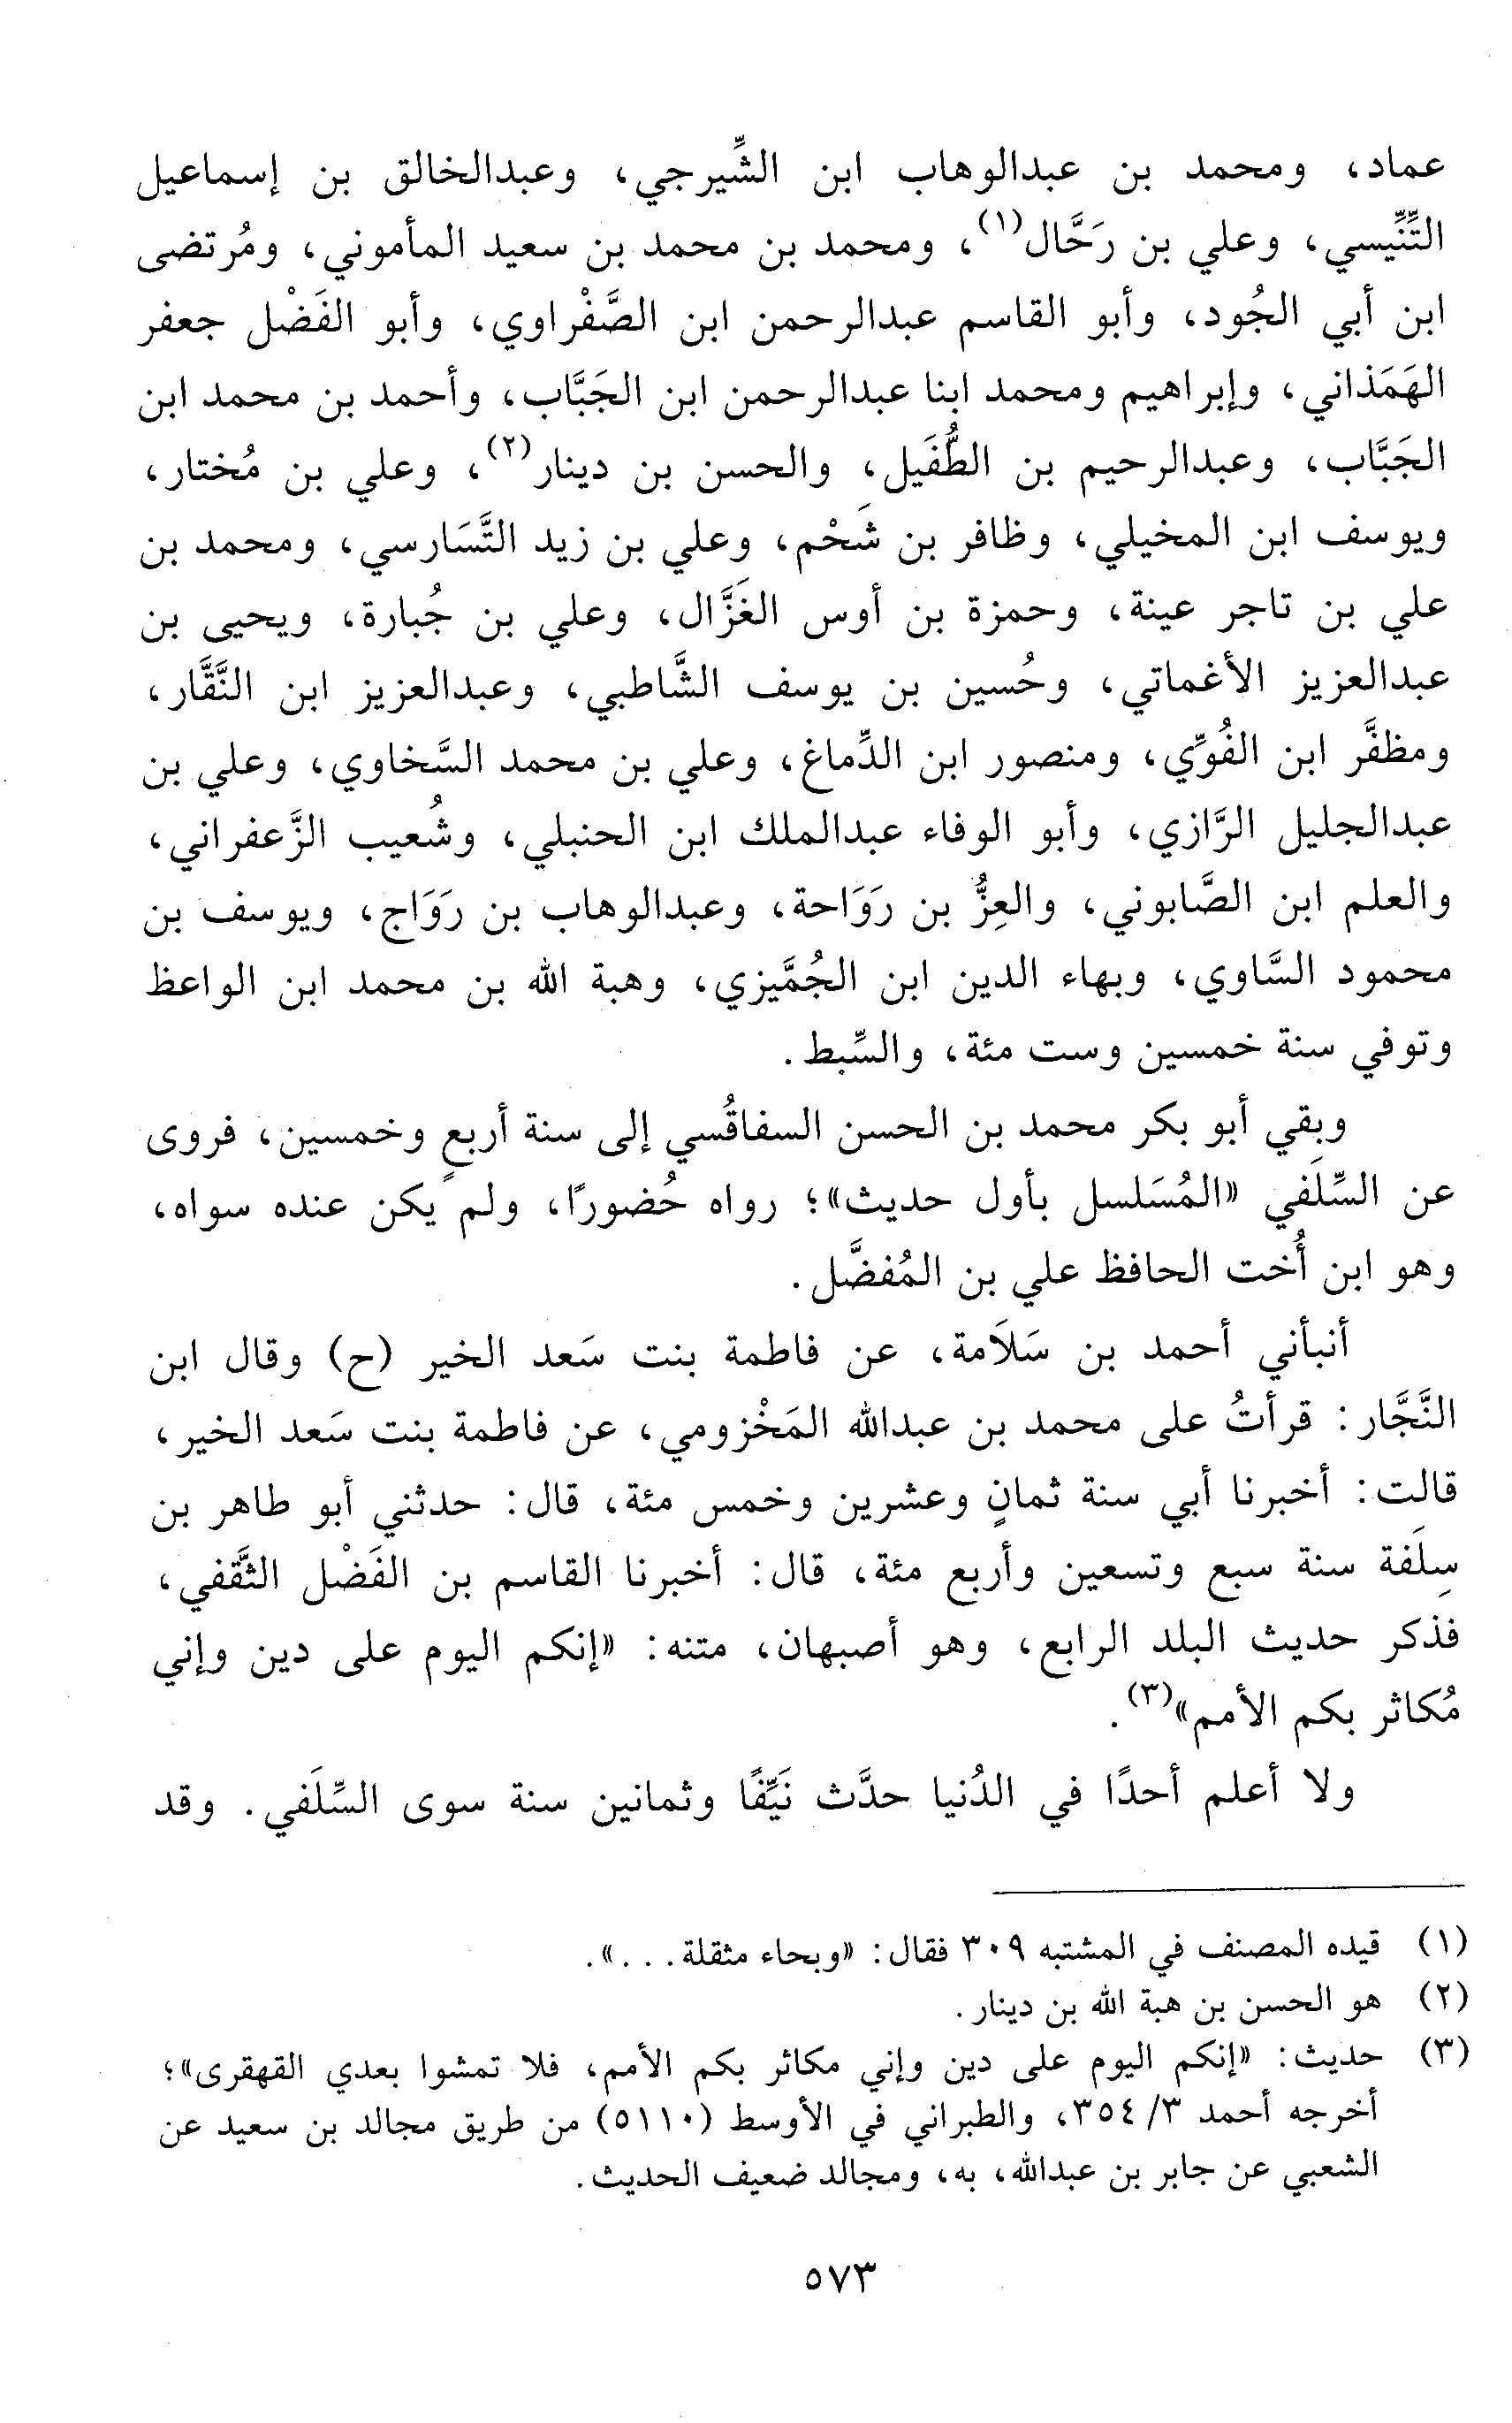 عماد، ومحمد بن عبدالوهاب ابن الشِّيرجي، وعبدالخالق بن إسماعيل
التِّنِّيسي، وعلي بن رَحَّال(١)، ومحمد بن محمد بن سعيد المأموني، ومُرتضى
ابن أبي الجُود، وأبو القاسم عبدالرحمن ابن الصَّفْراوي، وأبو الفَضْل جعفر
الهَمَذاني، وإبراهيم ومحمد ابنا عبدالرحمن ابن الجَبَّاب، وأحمد بن محمد ابن
الجَبَّاب، وعبدالرحيم بن الطُّفَيل، والحسن بن دينار(٢)، وعلي بن مُختار،
ويوسف ابن المخيلي، وظافر بن شَحْم، وعلي بن زيد التَّسَارسي، ومحمد بن
علي بن تاجر عينة، وحمزة بن أوس الغَزَّال، وعلي بن جُبارة، ويحيى بن
عبدالعزيز الأغماتي، وحُسين بن يوسف الشَّاطبي، وعبدالعزيز ابن النَّقَّار،
ومظفَّر ابن الفُوِّي، ومنصور ابن الدِّماغ، وعلي بن محمد السَّخاوي، وعلي بن
عبدالجليل الرَّازي، وأبو الوفاء عبدالملك ابن الحنبلي، وشُعيب الزَّعفراني،
والعلم ابن الصَّابوني، والعِزُّ بن رَوَاحة، وعبدالوهاب بن رَوَاج، ويوسف بن
محمود السَّاوي، وبهاء الدين ابن الجُمَّيزي، وهبة الله بن محمد ابن الواعظ
وتوفي سنة خمسين وست مئة، والسِّبط.
وبقي أبو بكر محمد بن الحسن السفاقُسي إلى سنة أربعٍ وخمسين، فروى
عن السِّلَفي «المُسَلسل بأول حديث»؛ رواه حُضورًا، ولم يكن عنده سواه،
وهو ابن أُخت الحافظ علي بن المُفضَّل.
أنبأني أحمد بن سَلاَمة، عن فاطمة بنت سَعد الخير (ح) وقال ابن
النَّجَّار: قرأتُ على محمد بن عبدالله المَخْزومي، عن فاطمة بنت سَعد الخير،
قالت: أخبرنا أبي سنة ثمانٍ وعشرين وخمس مئة، قال: حدثني أبو طاهر بن
سِلَفة سنة سبع وتسعين وأربع مئة، قال: أخبرنا القاسم بن الفَضْل الثَّقفي،
فذكر حديث البلد الرابع، وهو أصبهان، متنه: «إنكم اليوم على دين وإني
مُكاثر بكم الأمم»(٣).
ولا أعلم أحدًا في الدُنيا حدَّث نَيِّفًا وثمانين سنة سوى السِّلَفي. وقد
(١) قيده المصنف في المشتبه ٣٠٩ فقال: «وبحاء مثقلة...».
(٢) هو الحسن بن هبة الله بن دينار.
(٣) حديث: «إنكم اليوم على دين وإني مكاثر بكم الأمم، فلا تمشوا بعدي القهقرى»؛
أخرجه أحمد ٣/ ٣٥٤، والطبراني في الأوسط (٥١١٠) من طريق مجالد بن سعيد عن
الشعبي عن جابر بن عبدالله، به، ومجالد ضعيف الحديث.
٥٧٣